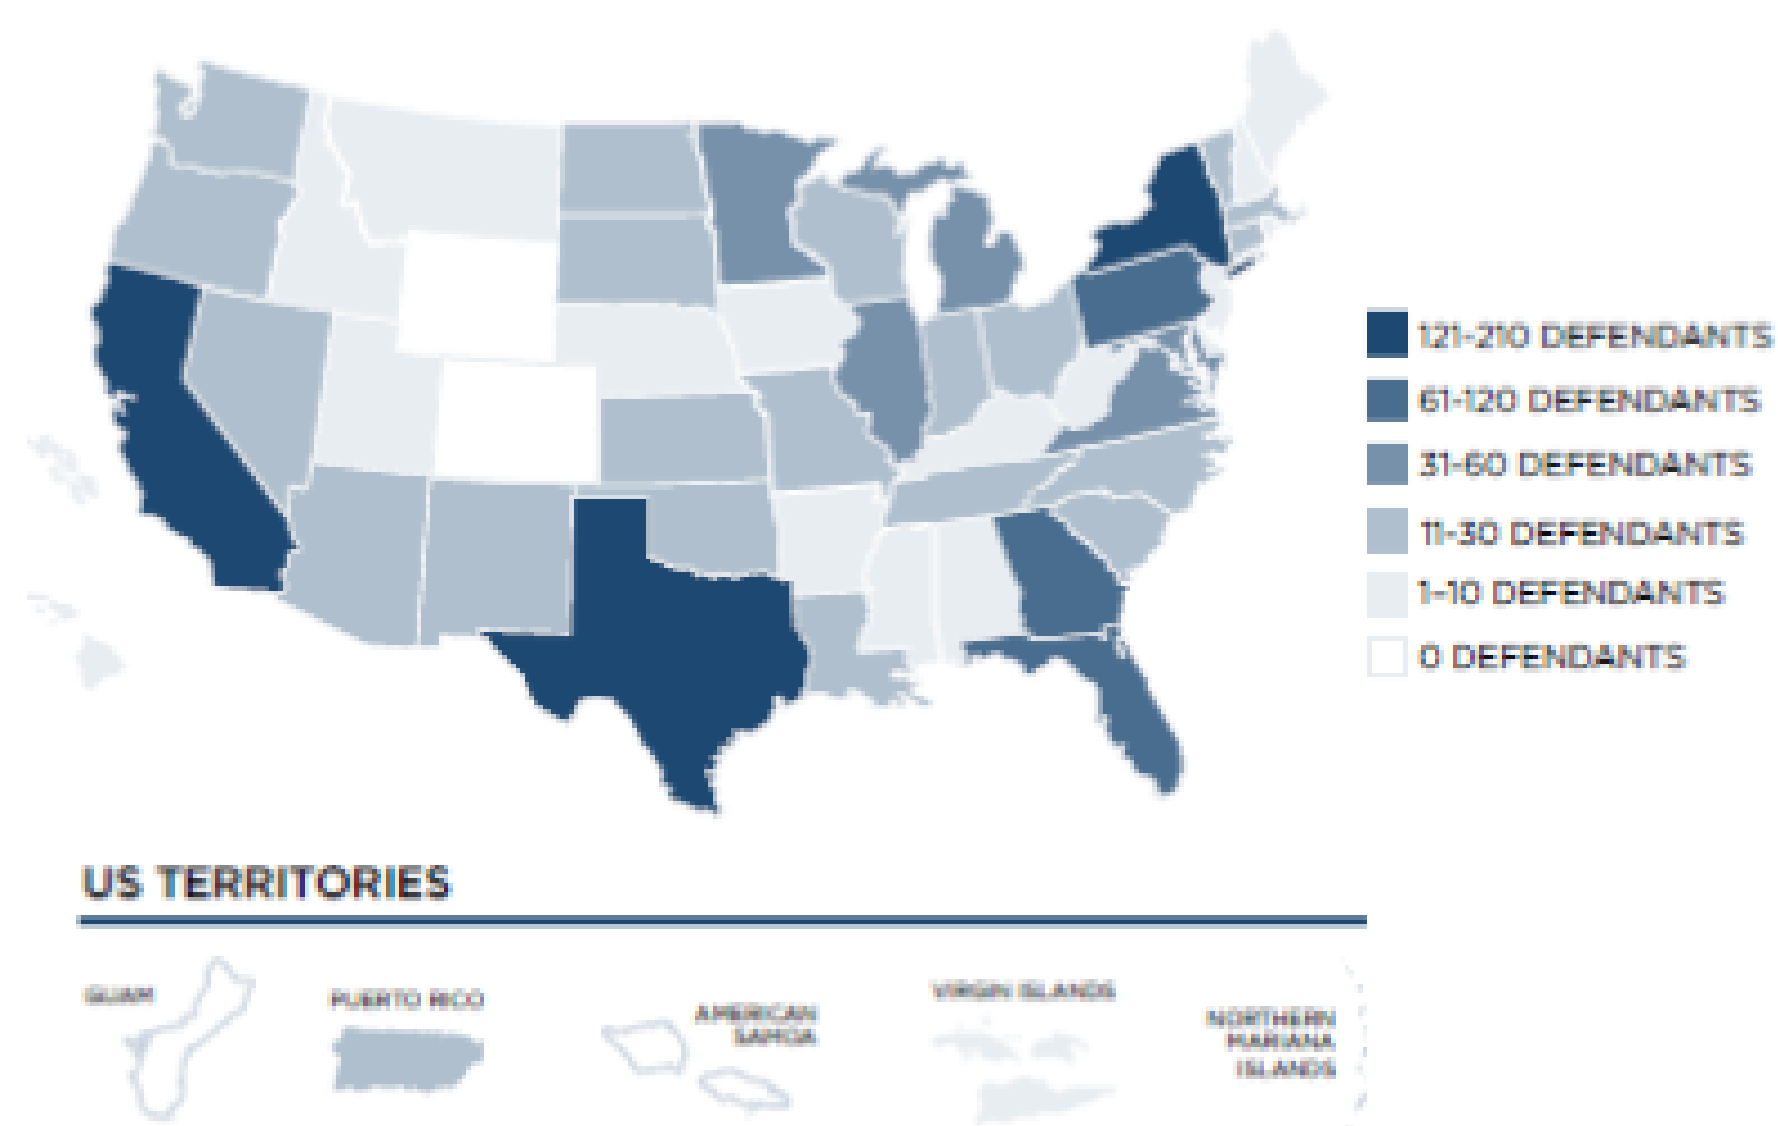 121-210 DEFENDANTS
61-120 DEFENDANTS
31-60 DEFENDANTS
11-30 DEFENDANTS
1-10 DEFENDANTS
0 DEFENDANTS
US TERRITORIES
GUAM
PUERTO RICO
AMERICAN
SAMOA
VIRGIN ISLANDS
NORTHERN
MARIANA
ISLANDS